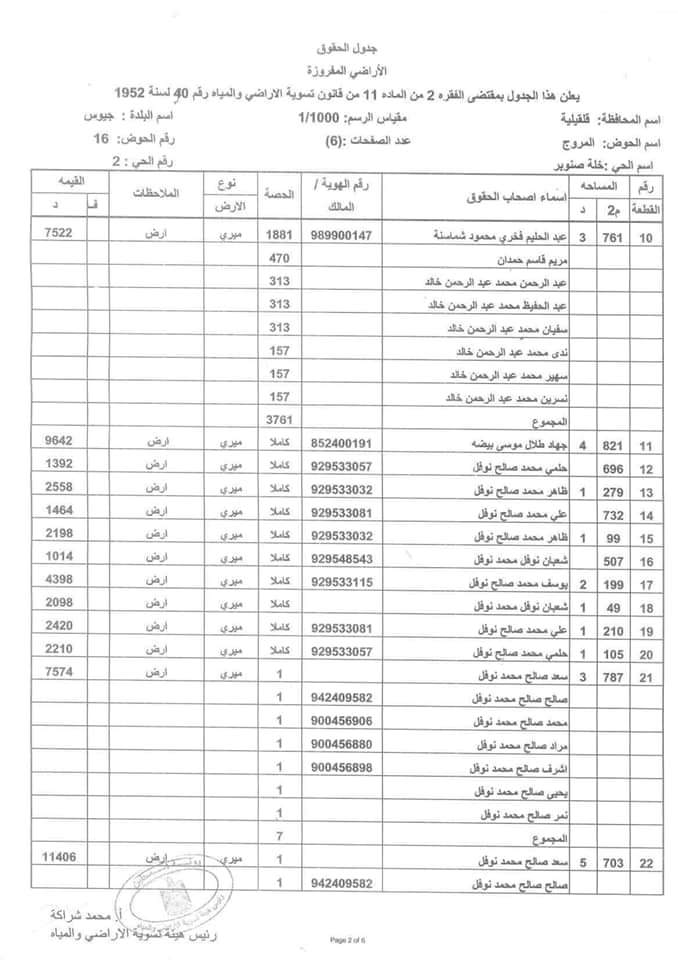 جدول الحقوق
الأراضي المفروزة
يعلن هذا الجدول بمقتضى الفقره 2 من الماده 11 من قانون تسوية الاراضي والمياه رقم 40 لسنة 1952
اسم المحافظة: قلقيلية مقياس الرسم: 1/1000 اسم البلدة : جيوس
اسم الحوض: المروج عدد الصفحات :(6) رقم الحوض: 16
اسم الحي :خلة صنوبر رقم الحي : 2
رقم القطعة المساحه م2 د اسماء اصحاب الحقوق رقم الهوية / المالك الحصة نوع الارض الملاحظات القيمه ف د
10 761 3 عبد الحليم فخري محمود شماسنة 989900147 1881 ميري ارض 7522
مريم قاسم حمدان 470
عبد الرحمن محمد عبد الرحمن خالد 313
عبد الحفيظ محمد عبد الرحمن خالد 313
سفيان محمد عبد الرحمن خالد 313
ندى محمد عبد الرحمن خالد 157
سهير محمد عبد الرحمن خالد 157
نسرين محمد عبد الرحمن خالد 157
المجموع 3761
11 821 4 جهاد طلال موسى بيضه 852400191 كاملا ميري ارض 9642
12 696 حلمي محمد صالح نوفل 929533057 كاملا ميري ارض 1392
13 279 1 ظاهر محمد صالح نوفل 929533032 كاملا ميري ارض 2558
14 732 علي محمد صالح نوفل 929533081 كاملا ميري ارض 1464
15 99 1 ظاهر محمد صالح نوفل 929533032 كاملا ميري ارض 2198
16 507 شعبان نوفل محمد نوفل 929548543 كاملا ميري ارض 1014
17 199 2 يوسف محمد صالح نوفل 929533115 كاملا ميري ارض 4398
18 49 1 شعبان نوفل محمد نوفل كاملا ميري ارض 2098
19 210 1 علي محمد صالح نوفل 929533081 كاملا ميري ارض 2420
20 105 1 حلمي محمد صالح نوفل 929533057 كاملا ميري ارض 2210
21 787 3 سعد صالح محمد نوفل 1 ميري ارض 7574
صالح صالح محمد نوفل 942409582 1
محمد صالح محمد نوفل 900456906 1
مراد صالح محمد نوفل 900456880 1
اشرف صالح محمد نوفل 900456898 1
يحيى صالح محمد نوفل 1
نمر صالح محمد نوفل 1
المجموع 7
22 703 5 سعد صالح محمد نوفل 1 ميري ارض 11406
صالح صالح محمد نوفل 942409582 1
أ. محمد شراكة
رئيس هيئة تسوية الاراضي والمياه
Page 2 of 6